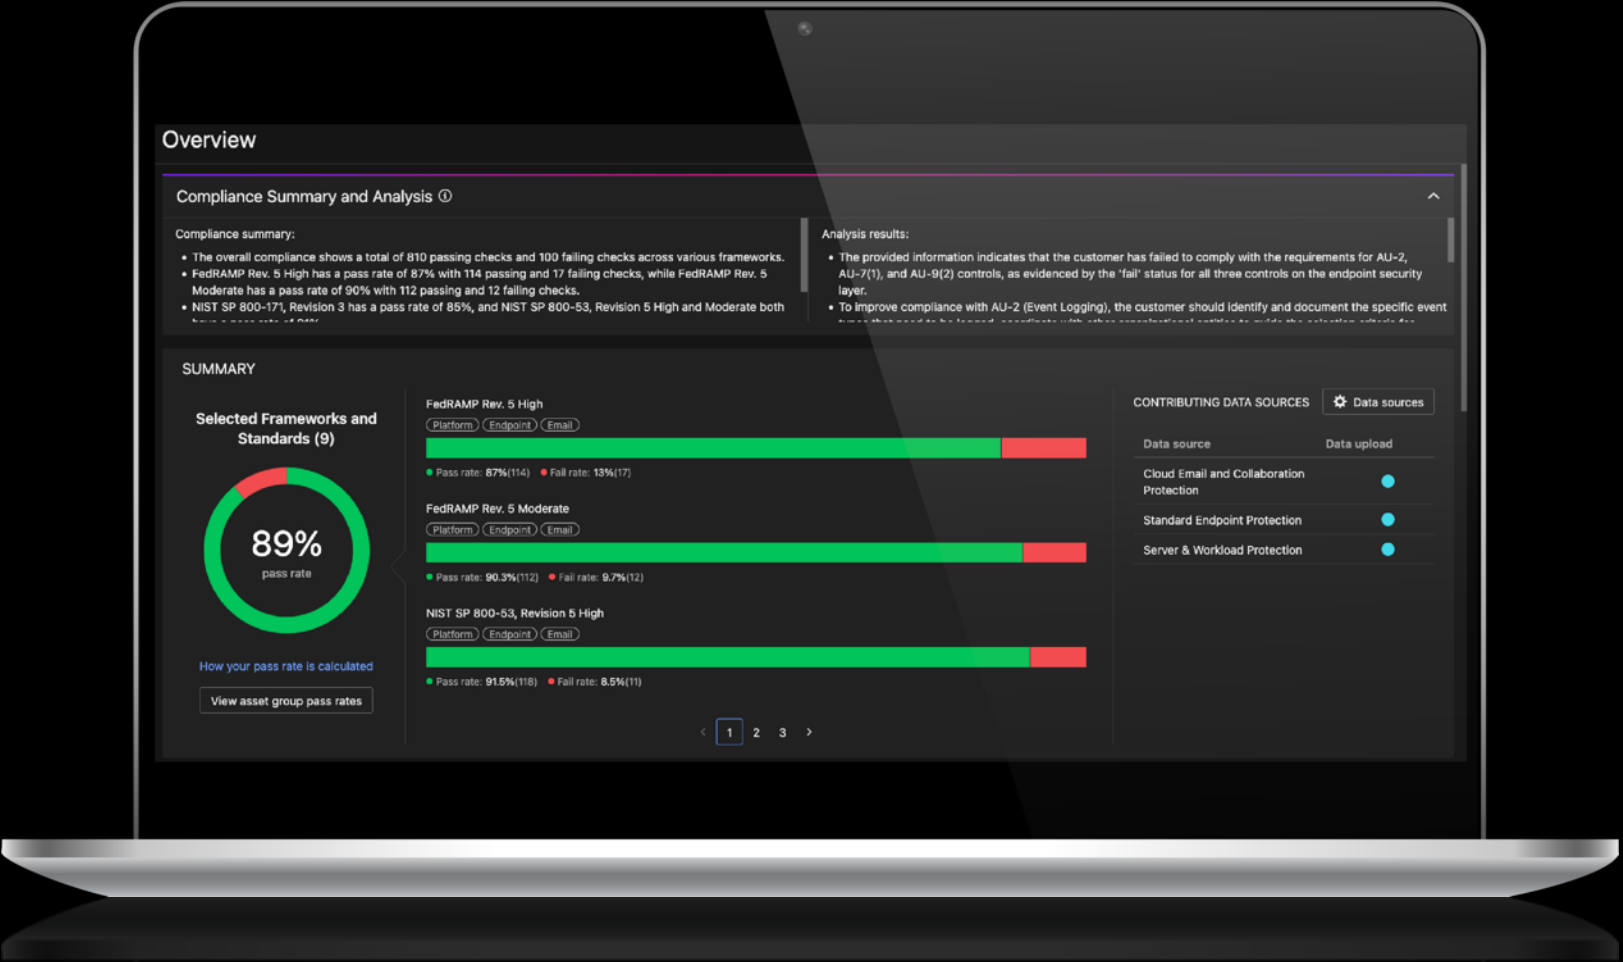 Overview
Compliance Summary and Analysis
Compliance summary:
• The overall compliance shows a total of 810 passing checks and 100 failing checks across various frameworks.
• FedRAMP Rev. 5 High has a pass rate of 87% with 114 passing and 17 failing checks, while FedRAMP Rev. 5
Moderate has a pass rate of 90% with 112 passing and 12 failing checks.
• NIST SP 800-171, Revision 3 has a pass rate of 85%, and NIST SP 800-53, Revision 5 High and Moderate both
Analysis results:
• The provided information indicates that the customer has failed to comply with the requirements for AU-2,
AU-7(1), and AU-9(2) controls, as evidenced by the 'fail' status for all three controls on the endpoint security
layer.
• To improve compliance with AU-2 (Event Logging), the customer should identify and document the specific event
SUMMARY
Selected Frameworks and
Standards (9)
89%
pass rate
How your pass rate is calculated
View asset group pass rates
FedRAMP Rev. 5 High
Platform Endpoint Email
Pass rate: 87%(114) Fail rate: 13%(17)
FedRAMP Rev. 5 Moderate
Platform Endpoint Email
Pass rate: 90.3%(112) Fail rate: 9.7%(12)
NIST SP 800-53, Revision 5 High
Platform Endpoint Email
Pass rate: 91.5%(118) Fail rate: 8.5%(11)
< 1 2 3 >
CONTRIBUTING DATA SOURCES
Data sources
Data source Data upload
Cloud Email and Collaboration
Protection
Standard Endpoint Protection
Server & Workload Protection